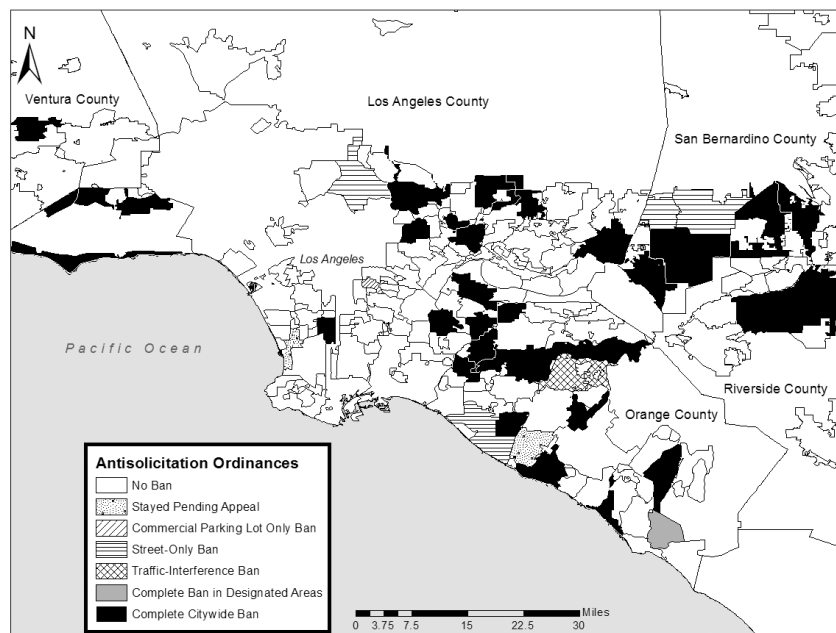 N
Ventura County
Los Angeles County
San Bernardino County
Los Angeles
Pacific Ocean
Riverside County
Orange County
Antisolicitation Ordinances
No Ban
Stayed Pending Appeal
Commercial Parking Lot Only Ban
Street-Only Ban
Traffic-Interference Ban
Complete Ban in Designated Areas
Complete Citywide Ban
Miles
0 3.75 7.5 15 22.5 30